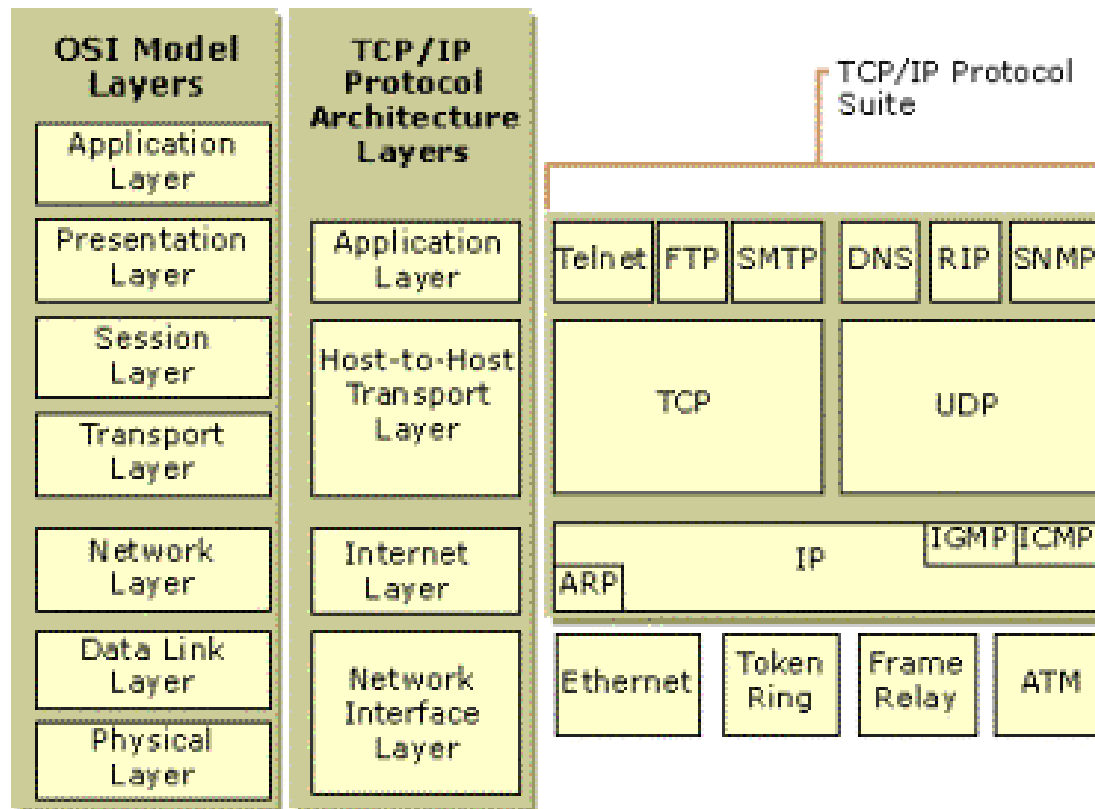 OSI Model
Layers
Application
Layer
Presentation
Layer
Session
Layer
Transport
Layer
Network
Layer
Data Link
Layer
Physical
Layer
TCP/IP
Protocol
Architecture
Layers
Application
Layer
Host-to-Host
Transport
Layer
Internet
Layer
Network
Interface
Layer
TCP/IP Protocol
Suite
Telnet
FTP
SMTP
DNS
RIP
SNMP
TCP
UDP
IP
IGMP
ICMP
ARP
Ethernet
Token
Ring
Frame
Relay
ATM